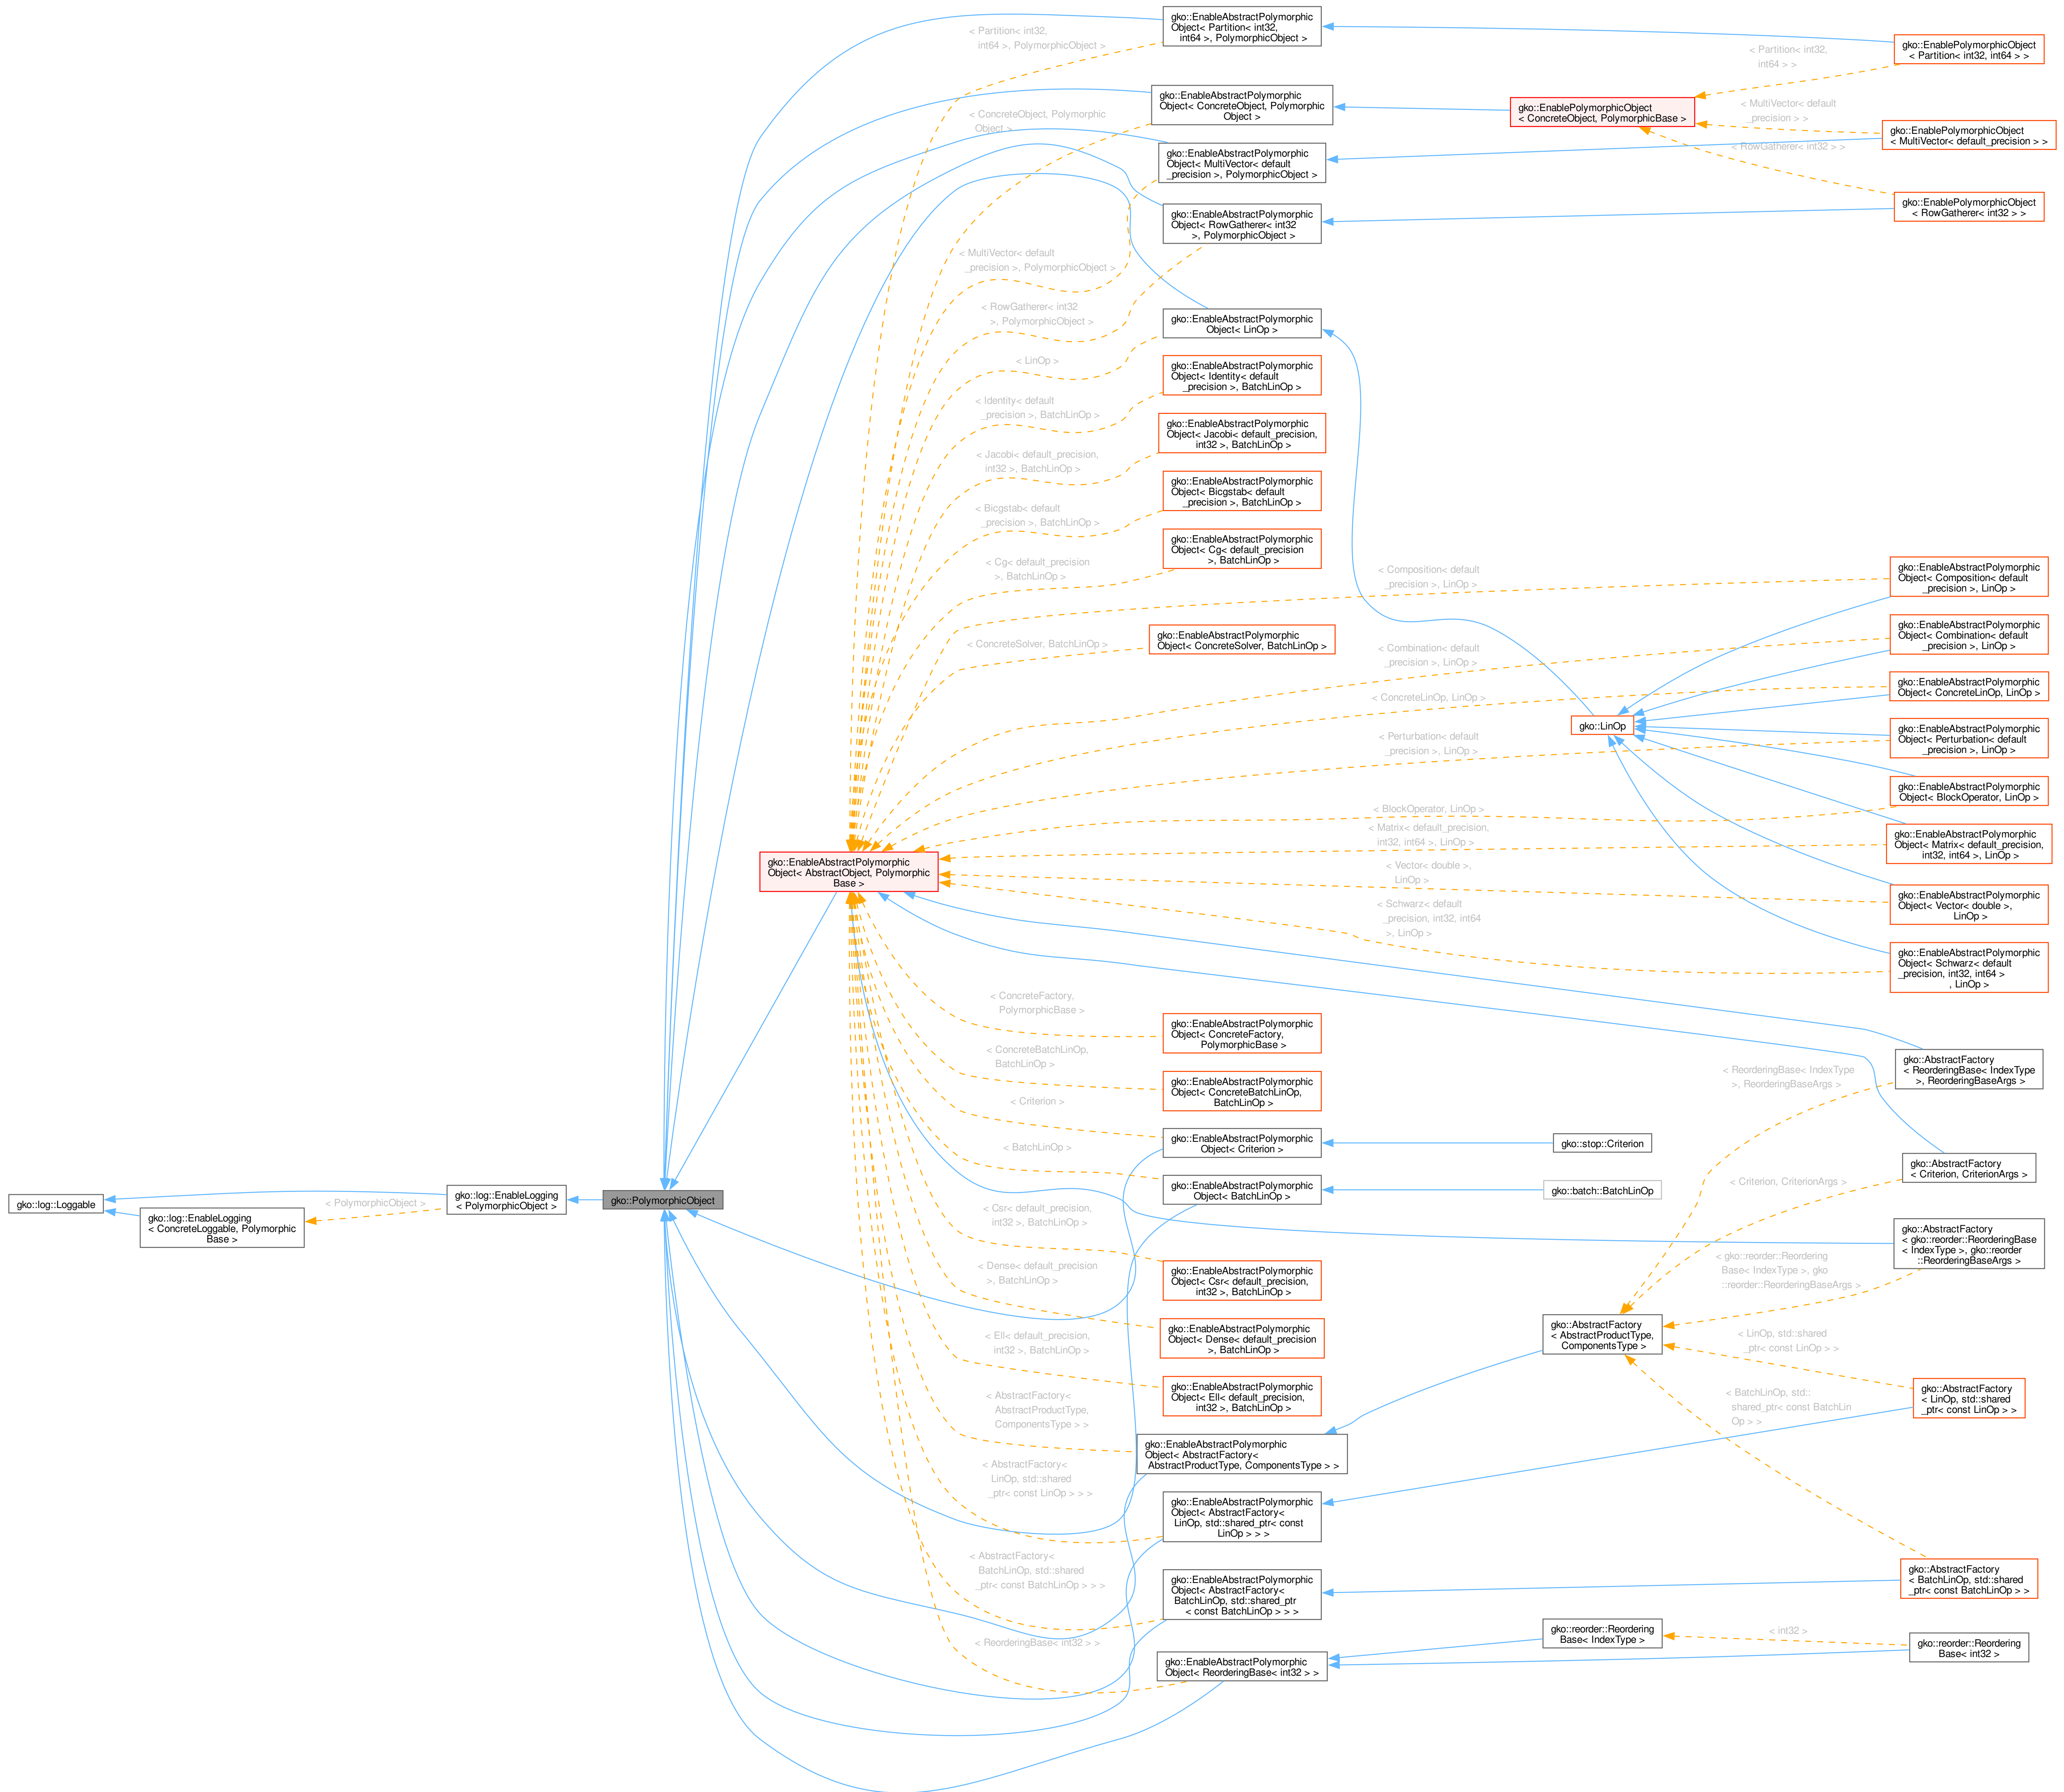 gko::log::Loggable
gko::log::EnableLogging
< ConcreteLoggable, Polymorphic
Base >
< PolymorphicObject >
gko::log::EnableLogging
< PolymorphicObject >
gko::PolymorphicObject
gko::EnableAbstractPolymorphic
Object< AbstractObject, Polymorphic
Base >
< Partition< int32,
int64 >, PolymorphicObject >
< ConcreteObject, Polymorphic
Object >
< MultiVector< default
_precision >, PolymorphicObject >
< RowGatherer< int32
>, PolymorphicObject >
< LinOp >
< Identity< default
_precision >, BatchLinOp >
< Jacobi< default_precision,
int32 >, BatchLinOp >
< Bicgstab< default
_precision >, BatchLinOp >
< Cg< default_precision
>, BatchLinOp >
< ConcreteSolver, BatchLinOp >
< ConcreteFactory,
PolymorphicBase >
< ConcreteBatchLinOp,
BatchLinOp >
< Criterion >
< BatchLinOp >
< Csr< default_precision,
int32 >, BatchLinOp >
< Dense< default_precision
>, BatchLinOp >
< Ell< default_precision,
int32 >, BatchLinOp >
< AbstractFactory<
AbstractProductType,
ComponentsType > >
< AbstractFactory<
LinOp, std::shared
_ptr< const LinOp > > >
< AbstractFactory<
BatchLinOp, std::shared
_ptr< const BatchLinOp > > >
< ReorderingBase< int32 > >
gko::EnableAbstractPolymorphic
Object< Partition< int32,
int64 >, PolymorphicObject >
gko::EnableAbstractPolymorphic
Object< ConcreteObject, Polymorphic
Object >
gko::EnableAbstractPolymorphic
Object< MultiVector< default
_precision >, PolymorphicObject >
gko::EnableAbstractPolymorphic
Object< RowGatherer< int32
>, PolymorphicObject >
gko::EnableAbstractPolymorphic
Object< LinOp >
gko::EnableAbstractPolymorphic
Object< Identity< default
_precision >, BatchLinOp >
gko::EnableAbstractPolymorphic
Object< Jacobi< default_precision,
int32 >, BatchLinOp >
gko::EnableAbstractPolymorphic
Object< Bicgstab< default
_precision >, BatchLinOp >
gko::EnableAbstractPolymorphic
Object< Cg< default_precision
>, BatchLinOp >
gko::EnableAbstractPolymorphic
Object< ConcreteSolver, BatchLinOp >
gko::EnableAbstractPolymorphic
Object< ConcreteFactory,
PolymorphicBase >
gko::EnableAbstractPolymorphic
Object< ConcreteBatchLinOp,
BatchLinOp >
gko::EnableAbstractPolymorphic
Object< Criterion >
gko::EnableAbstractPolymorphic
Object< BatchLinOp >
gko::EnableAbstractPolymorphic
Object< Csr< default_precision,
int32 >, BatchLinOp >
gko::EnableAbstractPolymorphic
Object< Dense< default_precision
>, BatchLinOp >
gko::EnableAbstractPolymorphic
Object< Ell< default_precision,
int32 >, BatchLinOp >
gko::EnableAbstractPolymorphic
Object< AbstractFactory<
AbstractProductType, ComponentsType > >
gko::EnableAbstractPolymorphic
Object< AbstractFactory<
LinOp, std::shared_ptr< const
LinOp > > >
gko::EnableAbstractPolymorphic
Object< AbstractFactory<
BatchLinOp, std::shared_ptr
< const BatchLinOp > > >
gko::EnableAbstractPolymorphic
Object< ReorderingBase< int32 > >
< Composition< default
_precision >, LinOp >
< Combination< default
_precision >, LinOp >
< ConcreteLinOp, LinOp >
< Perturbation< default
_precision >, LinOp >
< BlockOperator, LinOp >
< Matrix< default_precision,
int32, int64 >, LinOp >
< Vector< double >,
LinOp >
< Schwarz< default
_precision, int32, int64
>, LinOp >
gko::EnablePolymorphicObject
< ConcreteObject, PolymorphicBase >
gko::LinOp
gko::stop::Criterion
gko::batch::BatchLinOp
gko::AbstractFactory
< AbstractProductType,
ComponentsType >
gko::reorder::Reordering
Base< IndexType >
< Partition< int32,
int64 > >
< MultiVector< default
_precision > >
< RowGatherer< int32 > >
< ReorderingBase< IndexType
>, ReorderingBaseArgs >
< Criterion, CriterionArgs >
< gko::reorder::Reordering
Base< IndexType >, gko
::reorder::ReorderingBaseArgs >
< LinOp, std::shared
_ptr< const LinOp > >
< BatchLinOp, std::
shared_ptr< const BatchLin
Op > >
< int32 >
gko::EnablePolymorphicObject
< Partition< int32, int64 > >
gko::EnablePolymorphicObject
< MultiVector< default_precision > >
gko::EnablePolymorphicObject
< RowGatherer< int32 > >
gko::EnableAbstractPolymorphic
Object< Composition< default
_precision >, LinOp >
gko::EnableAbstractPolymorphic
Object< Combination< default
_precision >, LinOp >
gko::EnableAbstractPolymorphic
Object< ConcreteLinOp, LinOp >
gko::EnableAbstractPolymorphic
Object< Perturbation< default
_precision >, LinOp >
gko::EnableAbstractPolymorphic
Object< BlockOperator, LinOp >
gko::EnableAbstractPolymorphic
Object< Matrix< default_precision,
int32, int64 >, LinOp >
gko::EnableAbstractPolymorphic
Object< Vector< double >,
LinOp >
gko::EnableAbstractPolymorphic
Object< Schwarz< default
_precision, int32, int64 >
, LinOp >
gko::AbstractFactory
< ReorderingBase< IndexType
>, ReorderingBaseArgs >
gko::AbstractFactory
< Criterion, CriterionArgs >
gko::AbstractFactory
< gko::reorder::ReorderingBase
< IndexType >, gko::reorder
::ReorderingBaseArgs >
gko::AbstractFactory
< LinOp, std::shared
_ptr< const LinOp > >
gko::AbstractFactory
< BatchLinOp, std::shared
_ptr< const BatchLinOp > >
gko::reorder::Reordering
Base< int32 >